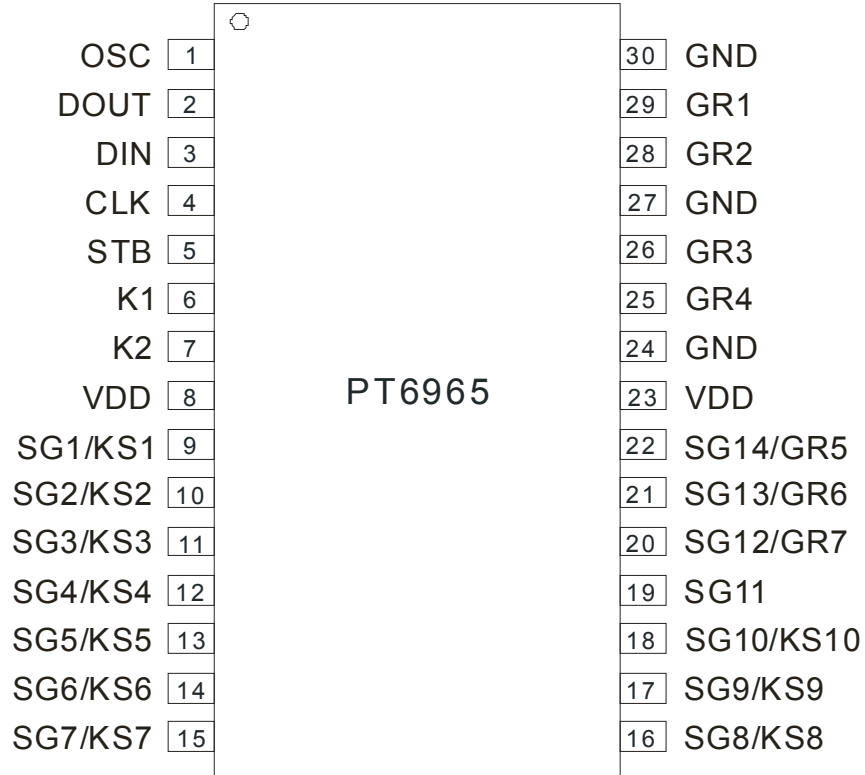 OSC 1 30 GND
DOUT 2 29 GR1
DIN 3 28 GR2
CLK 4 27 GND
STB 5 26 GR3
K1 6 25 GR4
K2 7 24 GND
VDD 8 PT6965 23 VDD
SG1/KS1 9 22 SG14/GR5
SG2/KS2 10 21 SG13/GR6
SG3/KS3 11 20 SG12/GR7
SG4/KS4 12 19 SG11
SG5/KS5 13 18 SG10/KS10
SG6/KS6 14 17 SG9/KS9
SG7/KS7 15 16 SG8/KS8